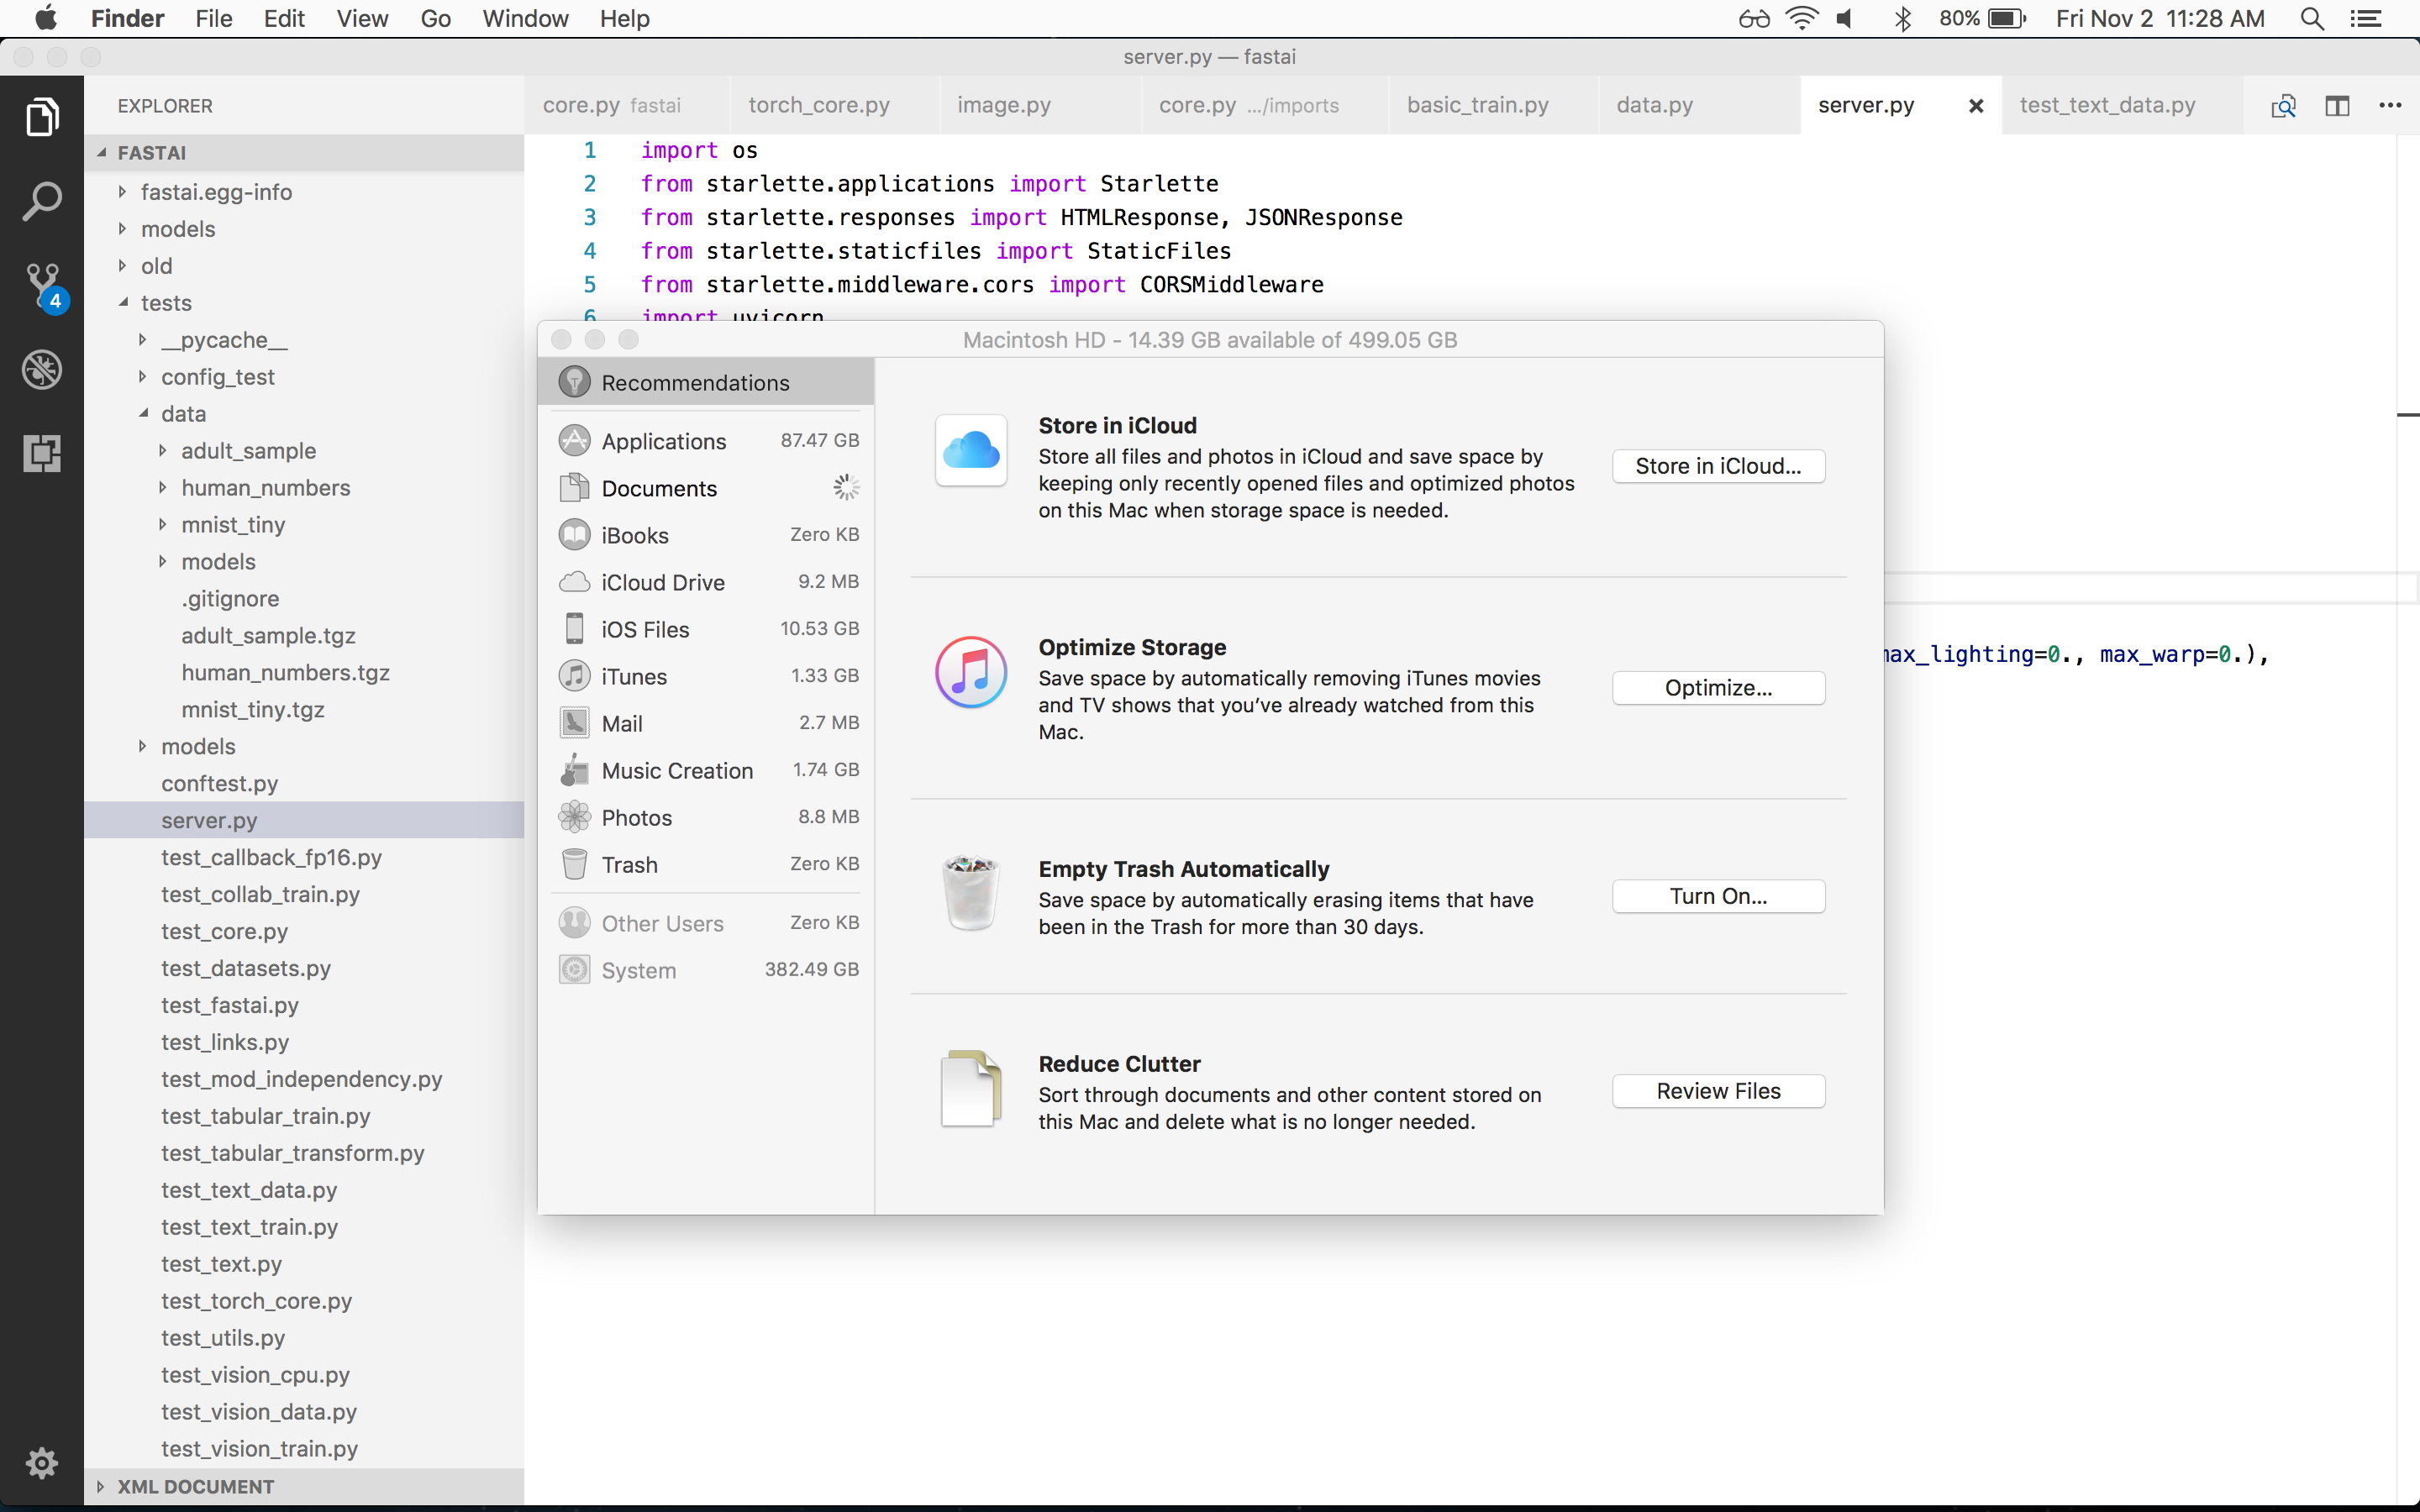 Finder File Edit View Go Window Help 80% Fri Nov 2 11:28 AM
server.py — fastai
EXPLORER
FASTAI
fastai.egg-info
models
old
tests
__pycache__
config_test
data
adult_sample
human_numbers
mnist_tiny
models
.gitignore
adult_sample.tgz
human_numbers.tgz
mnist_tiny.tgz
models
conftest.py
server.py
test_callback_fp16.py
test_collab_train.py
test_core.py
test_datasets.py
test_fastai.py
test_links.py
test_mod_independency.py
test_tabular_train.py
test_tabular_transform.py
test_text_data.py
test_text_train.py
test_text.py
test_torch_core.py
test_utils.py
test_vision_cpu.py
test_vision_data.py
test_vision_train.py
XML DOCUMENT
4
core.py fastai torch_core.py image.py core.py .../imports basic_train.py data.py server.py test_text_data.py
1 import os
2 from starlette.applications import Starlette
3 from starlette.responses import HTMLResponse, JSONResponse
4 from starlette.staticfiles import StaticFiles
5 from starlette.middleware.cors import CORSMiddleware
6 import uvicorn
max_lighting=0., max_warp=0.),
Macintosh HD - 14.39 GB available of 499.05 GB
Recommendations
Applications 87.47 GB
Documents
iBooks Zero KB
iCloud Drive 9.2 MB
iOS Files 10.53 GB
iTunes 1.33 GB
Mail 2.7 MB
Music Creation 1.74 GB
Photos 8.8 MB
Trash Zero KB
Other Users Zero KB
System 382.49 GB
Store in iCloud
Store all files and photos in iCloud and save space by
keeping only recently opened files and optimized photos
on this Mac when storage space is needed.
Store in iCloud...
Optimize Storage
Save space by automatically removing iTunes movies
and TV shows that you’ve already watched from this
Mac.
Optimize...
Empty Trash Automatically
Save space by automatically erasing items that have
been in the Trash for more than 30 days.
Turn On...
Reduce Clutter
Sort through documents and other content stored on
this Mac and delete what is no longer needed.
Review Files